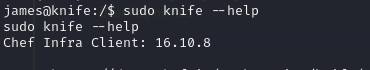 james@knife:/$ sudo knife --help
sudo knife --help
Chef Infra Client: 16.10.8